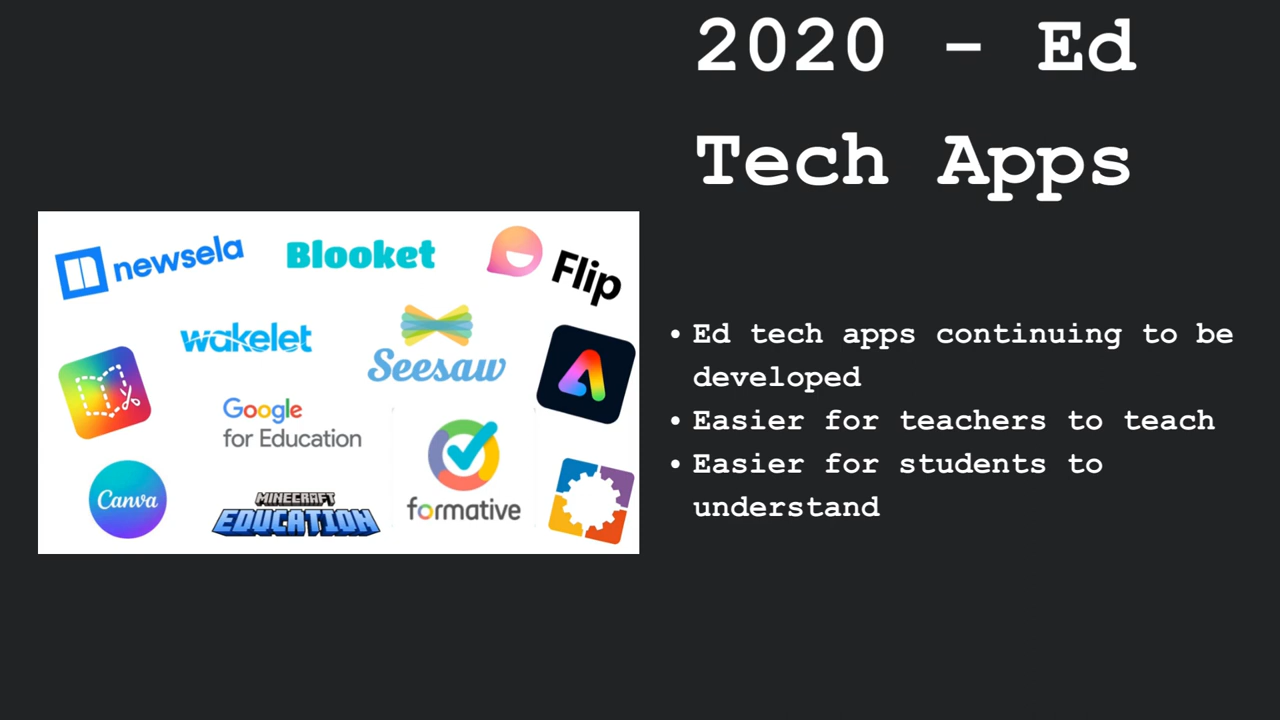 2020 - Ed
Tech Apps
newsela
Blooket
Flip
wakelet
Seesaw
Google
for Education
Canva
MINECRAFT
EDUCATION
formative
• Ed tech apps continuing to be
developed
• Easier for teachers to teach
• Easier for students to
understand